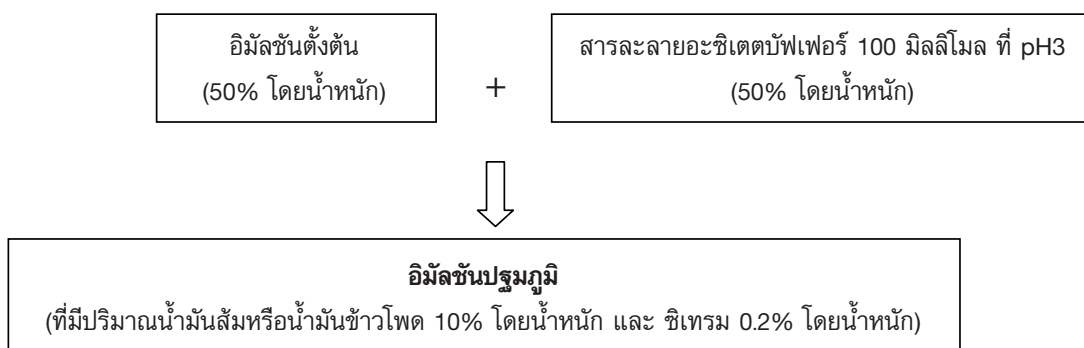 อิมัลชันตั้งต้น
(50% โดยน้ำหนัก)
+
สารละลายอะซิเตตบัฟเฟอร์ 100 มิลลิโมล ที่ pH3
(50% โดยน้ำหนัก)
อิมัลชันปฐมภูมิ
(ที่มีปริมาณน้ำมันส้มหรือน้ำมันข้าวโพด 10% โดยน้ำหนัก และ ซิเทรม 0.2% โดยน้ำหนัก)